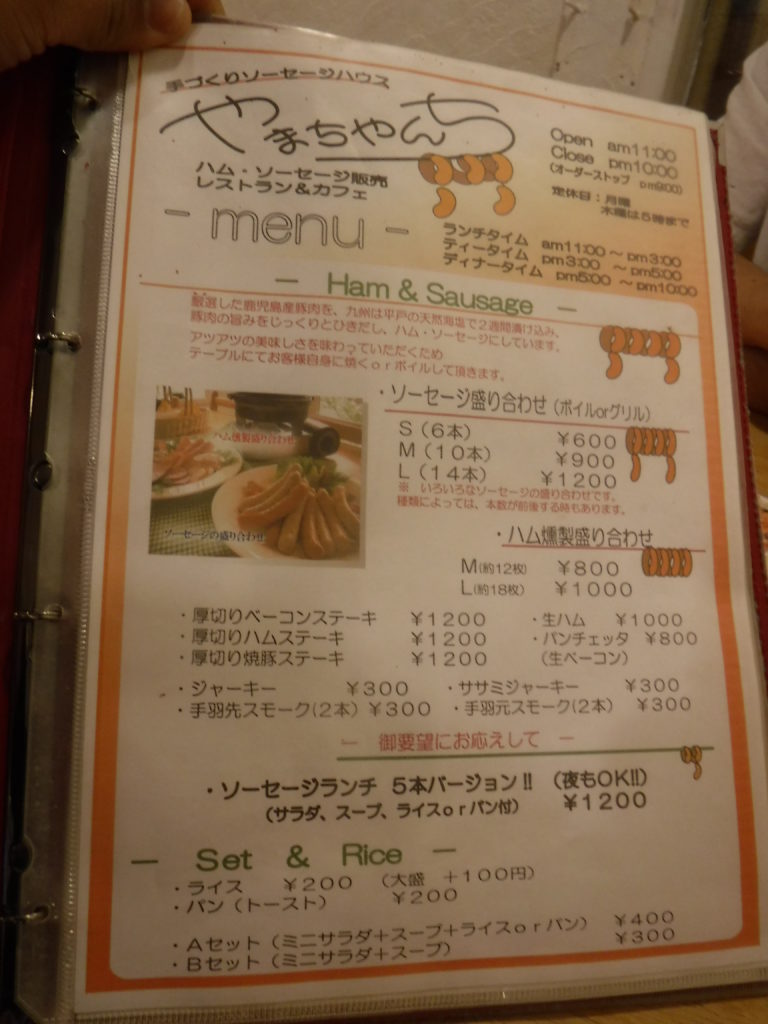 手づくりソーセージハウス
やまちゃんち
ハム・ソーセージ販売
レストラン&カフェ
Open am11:00
Close pm10:00
(オーダーストップ pm9:00)
定休日:月曜
木曜は5時まで
- menu -
ランチタイム am11:00 ~ pm3:00
ティータイム pm3:00 ~ pm5:00
ディナータイム pm5:00 ~ pm10:00
- Ham & Sausage -
厳選した鹿児島産豚肉を、九州は平戸の天然海塩で2週間漬け込み、
豚肉の旨みをじっくりとひきだし、ハム・ソーセージにしています。
アツアツの美味しさを味わっていただくため
テーブルにてお客様自身に焼くorボイルして頂きます。
ハム燻製盛り合わせ
ソーセージの盛り合わせ
・ソーセージ盛り合わせ(ボイルorグリル)
S(6本) ¥600
M(10本) ¥900
L(14本) ¥1200
※ いろいろなソーセージの盛り合わせです。
種類によっては、本数が前後する時もあります。
・ハム燻製盛り合わせ
M(約12枚) ¥800
L(約18枚) ¥1000
・厚切りベーコンステーキ ¥1200 ・生ハム ¥1000
・厚切りハムステーキ ¥1200 ・パンチェッタ ¥800
・厚切り焼豚ステーキ ¥1200 (生ベーコン)
・ジャーキー ¥300 ・ササミジャーキー ¥300
・手羽先スモーク(2本) ¥300 ・手羽元スモーク(2本) ¥300
- 御要望にお応えして -
・ソーセージランチ 5本バージョン!! (夜もOK!!)
(サラダ、スープ、ライスorパン付) ¥1200
- Set & Rice -
・ライス ¥200 (大盛 +100円)
・パン(トースト) ¥200
・Aセット(ミニサラダ+スープ+ライスorパン) ¥400
・Bセット(ミニサラダ+スープ) ¥300